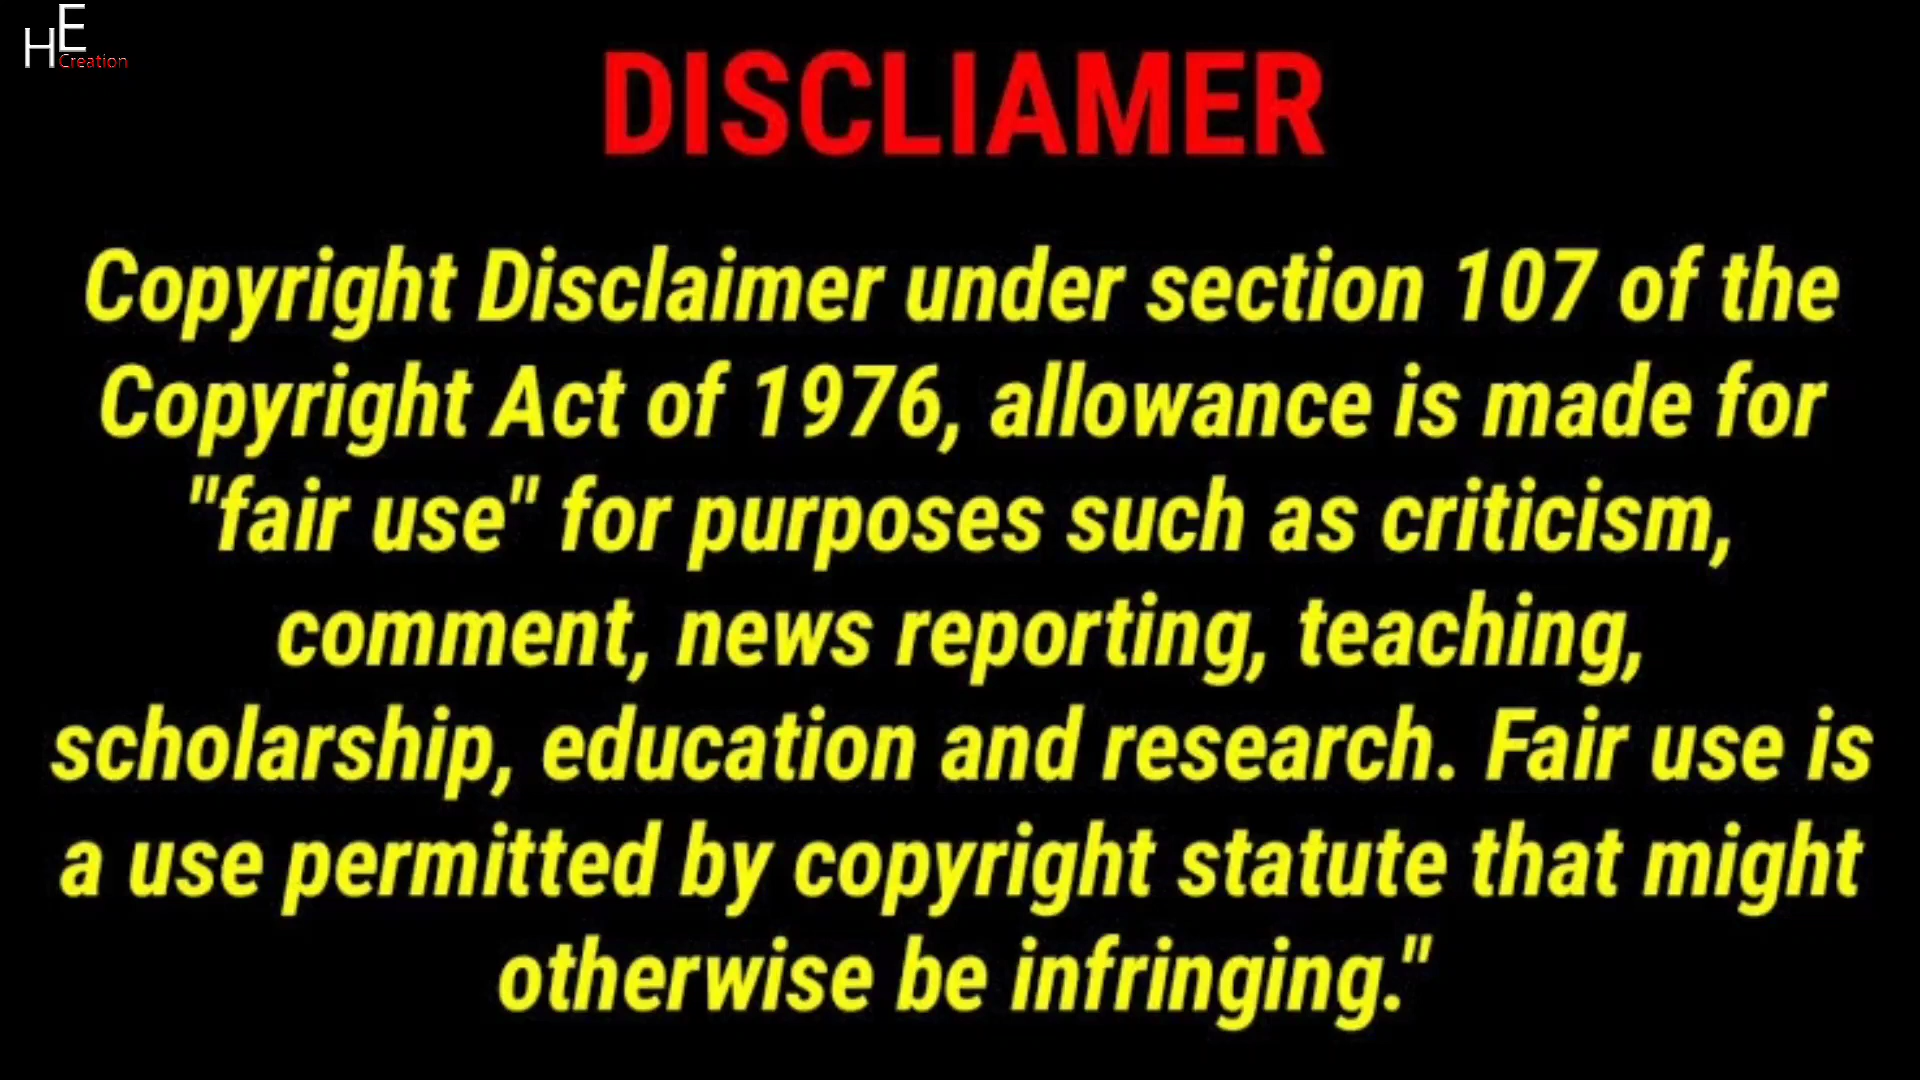 HE
Creation
DISCLIAMER
Copyright Disclaimer under section 107 of the
Copyright Act of 1976, allowance is made for
"fair use" for purposes such as criticism,
comment, news reporting, teaching,
scholarship, education and research. Fair use is
a use permitted by copyright statute that might
otherwise be infringing."